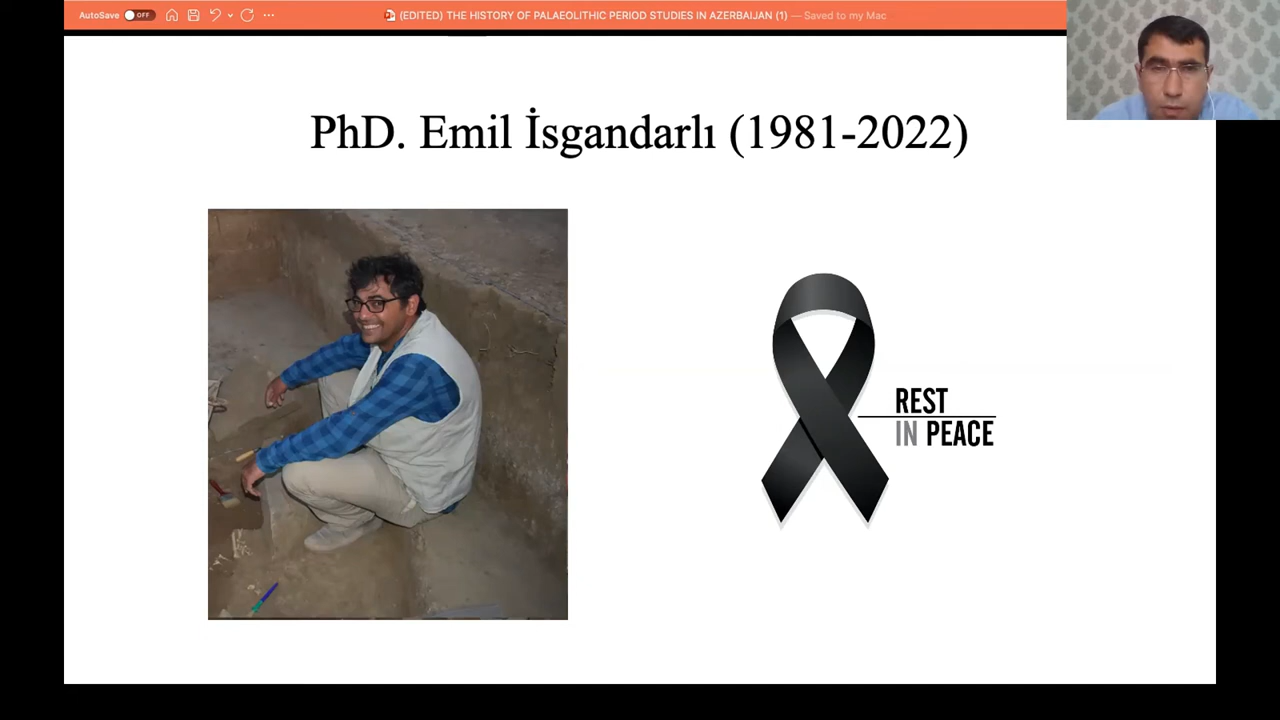 AutoSave OFF
(EDITED) THE HISTORY OF PALAEOLITHIC PERIOD STUDIES IN AZERBAIJAN (1) — Saved to my Mac
PhD. Emil İsgandarlı (1981-2022)
REST
IN PEACE